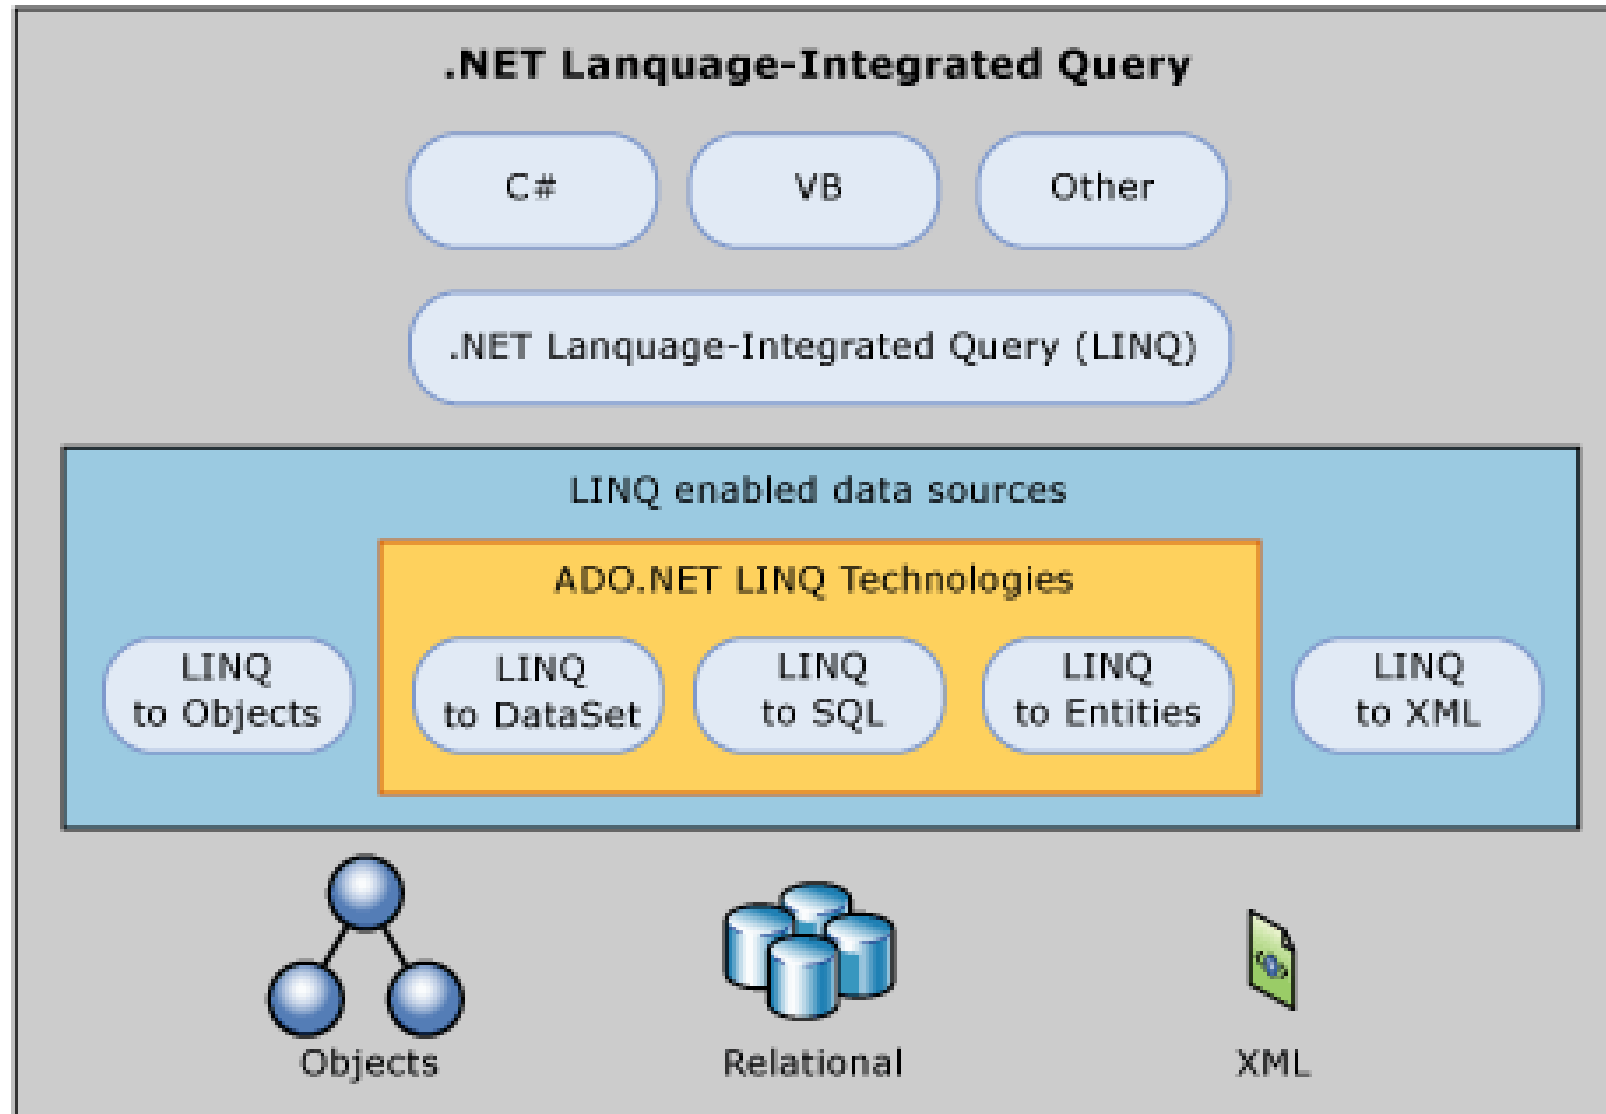 .NET Lanquage-Integrated Query
C# VB Other
.NET Lanquage-Integrated Query (LINQ)
LINQ enabled data sources
ADO.NET LINQ Technologies
LINQ
to Objects
LINQ
to DataSet
LINQ
to SQL
LINQ
to Entities
LINQ
to XML
Objects
Relational
XML